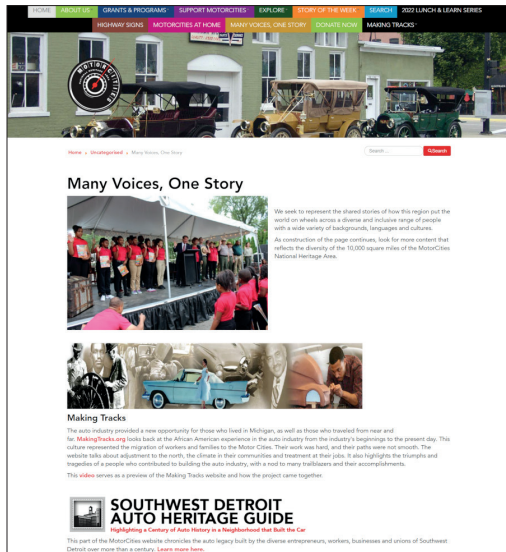 HOME ABOUT US GRANTS & PROGRAMS SUPPORT MOTORCITIES EXPLORE STORY OF THE WEEK SEARCH 2022 LUNCH & LEARN SERIES
HIGHWAY SIGNS MOTORCITIES AT HOME MANY VOICES, ONE STORY DONATE NOW MAKING TRACKS
MOTORCITIES
Home Uncategorised Many Voices, One Story
Search ... Search
Many Voices, One Story
We seek to represent the shared stories of how this region put the
world on wheels across a diverse and inclusive range of people
with a wide variety of backgrounds, languages and cultures.
As construction of the page continues, look for more content that
reflects the diversity of the 10,000 square miles of the MotorCities
National Heritage Area.
Making Tracks
The auto industry provided a new opportunity for those who lived in Michigan, as well as those who traveled from near and
far. MakingTracks.org looks back at the African American experience in the auto industry from the industry's beginnings to the present day. This
culture represented the migration of workers and families to the Motor Cities. Their work was hard, and their paths were not smooth. The
website talks about adjustment to the north, the climate in their communities and treatment at their jobs. It also highlights the triumphs and
tragedies of a people who contributed to building the auto industry, with a nod to many trailblazers and their accomplishments.
This video serves as a preview of the Making Tracks website and how the project came together.
SOUTHWEST DETROIT
AUTO HERITAGE GUIDE
Highlighting a Century of Auto History in a Neighborhood that Built the Car
This part of the MotorCities website chronicles the auto legacy built by the diverse entrepreneurs, workers, businesses and unions of Southwest
Detroit over more than a century. Learn more here.